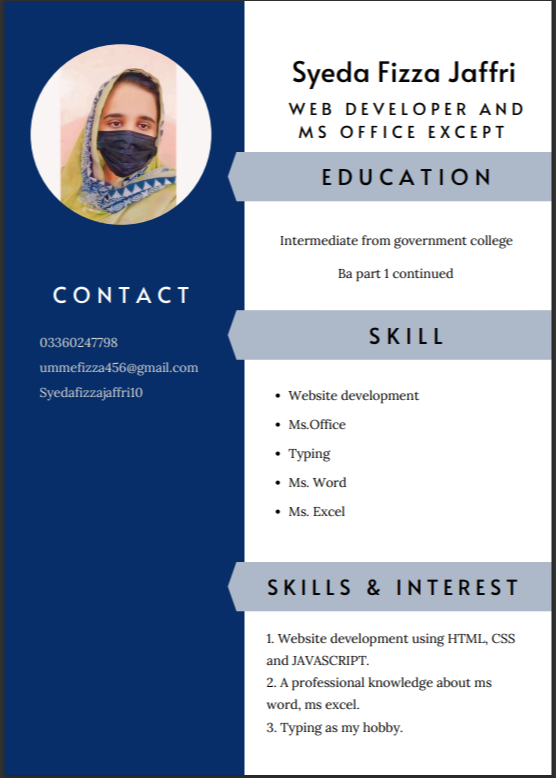 Syeda Fizza Jaffri
WEB DEVELOPER AND
MS OFFICE EXCEPT
EDUCATION
Intermediate from government college
Ba part 1 continued
CONTACT
03360247798
ummefizza456@gmail.com
Syedafizzajaffri10
SKILL
• Website development
• Ms.Office
• Typing
• Ms. Word
• Ms. Excel
SKILLS & INTEREST
1. Website development using HTML, CSS
and JAVASCRIPT.
2. A professional knowledge about ms
word, ms excel.
3. Typing as my hobby.